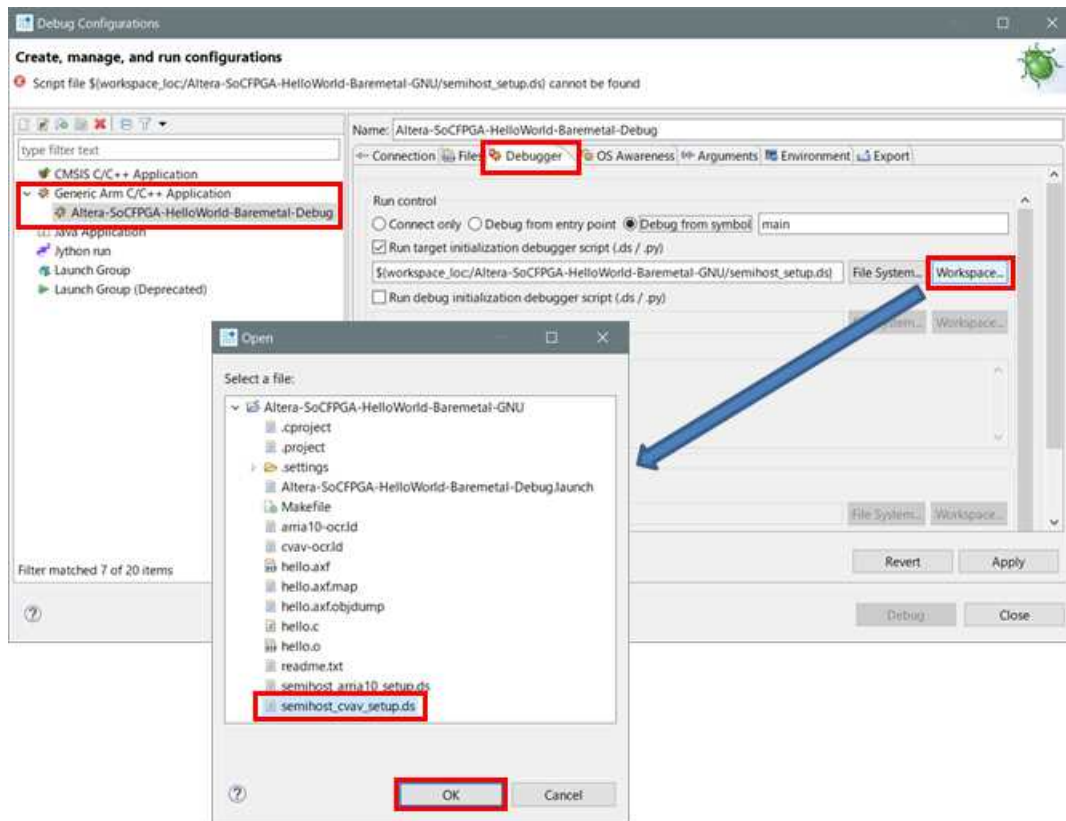 Debug Configurations
Create, manage, and run configurations
Script file ${workspace_loc:/Altera-SoCFPGA-HelloWorld-Baremetal-GNU/semihost_setup.ds} cannot be found
type filter text
CMSIS C/C++ Application
Generic Arm C/C++ Application
Altera-SoCFPGA-HelloWorld-Baremetal-Debug
Java Application
Jython run
Launch Group
Launch Group (Deprecated)
Filter matched 7 of 20 items
Name: Altera-SoCFPGA-HelloWorld-Baremetal-Debug
Connection Files Debugger OS Awareness Arguments Environment Export
Run control
Connect only Debug from entry point Debug from symbol main
Run target initialization debugger script (.ds / .py)
${workspace_loc:/Altera-SoCFPGA-HelloWorld-Baremetal-GNU/semihost_setup.ds} File System... Workspace...
Run debug initialization debugger script (.ds / .py)
Workspace...
File System... Workspace...
Revert Apply
Debug Close
Open
Select a file:
Altera-SoCFPGA-HelloWorld-Baremetal-GNU
.cproject
.project
.settings
Altera-SoCFPGA-HelloWorld-Baremetal-Debug.launch
Makefile
arria10-ocr.ld
cvav-ocr.ld
hello.axf
hello.axf.map
hello.axf.objdump
hello.c
hello.o
readme.txt
semihost_arria10_setup.ds
semihost_cvav_setup.ds
OK Cancel